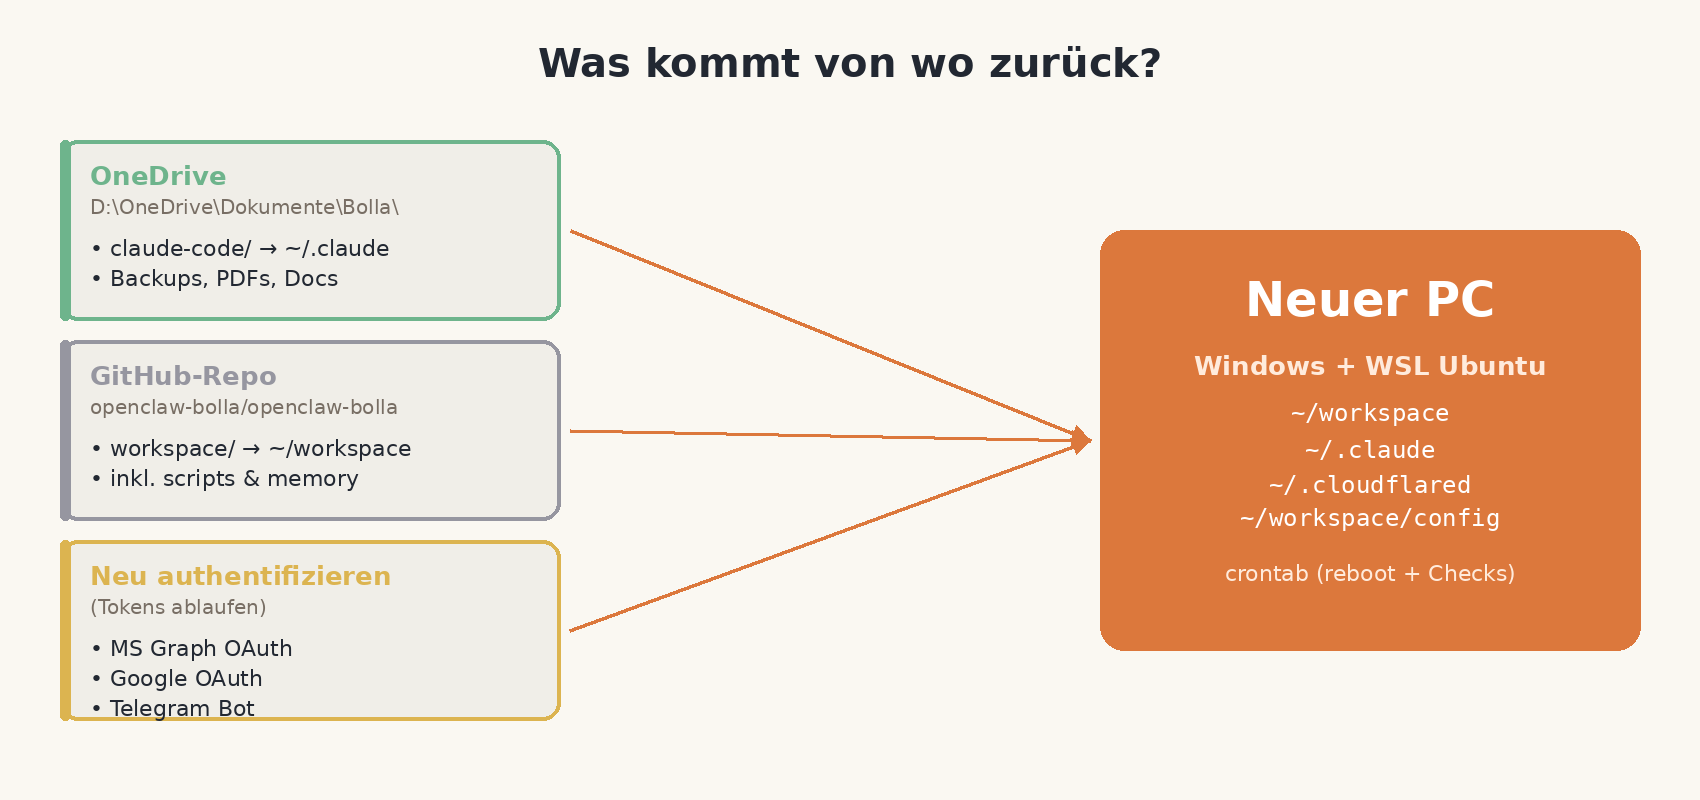 Was kommt von wo zurück?
OneDrive
D:\OneDrive\Dokumente\Bolla\
• claude-code/ → ~/.claude
• Backups, PDFs, Docs
GitHub-Repo
openclaw-bolla/openclaw-bolla
• workspace/ → ~/workspace
• inkl. scripts & memory
Neu authentifizieren
(Tokens ablaufen)
• MS Graph OAuth
• Google OAuth
• Telegram Bot
Neuer PC
Windows + WSL Ubuntu
~/workspace
~/.claude
~/.cloudflared
~/workspace/config
crontab (reboot + Checks)